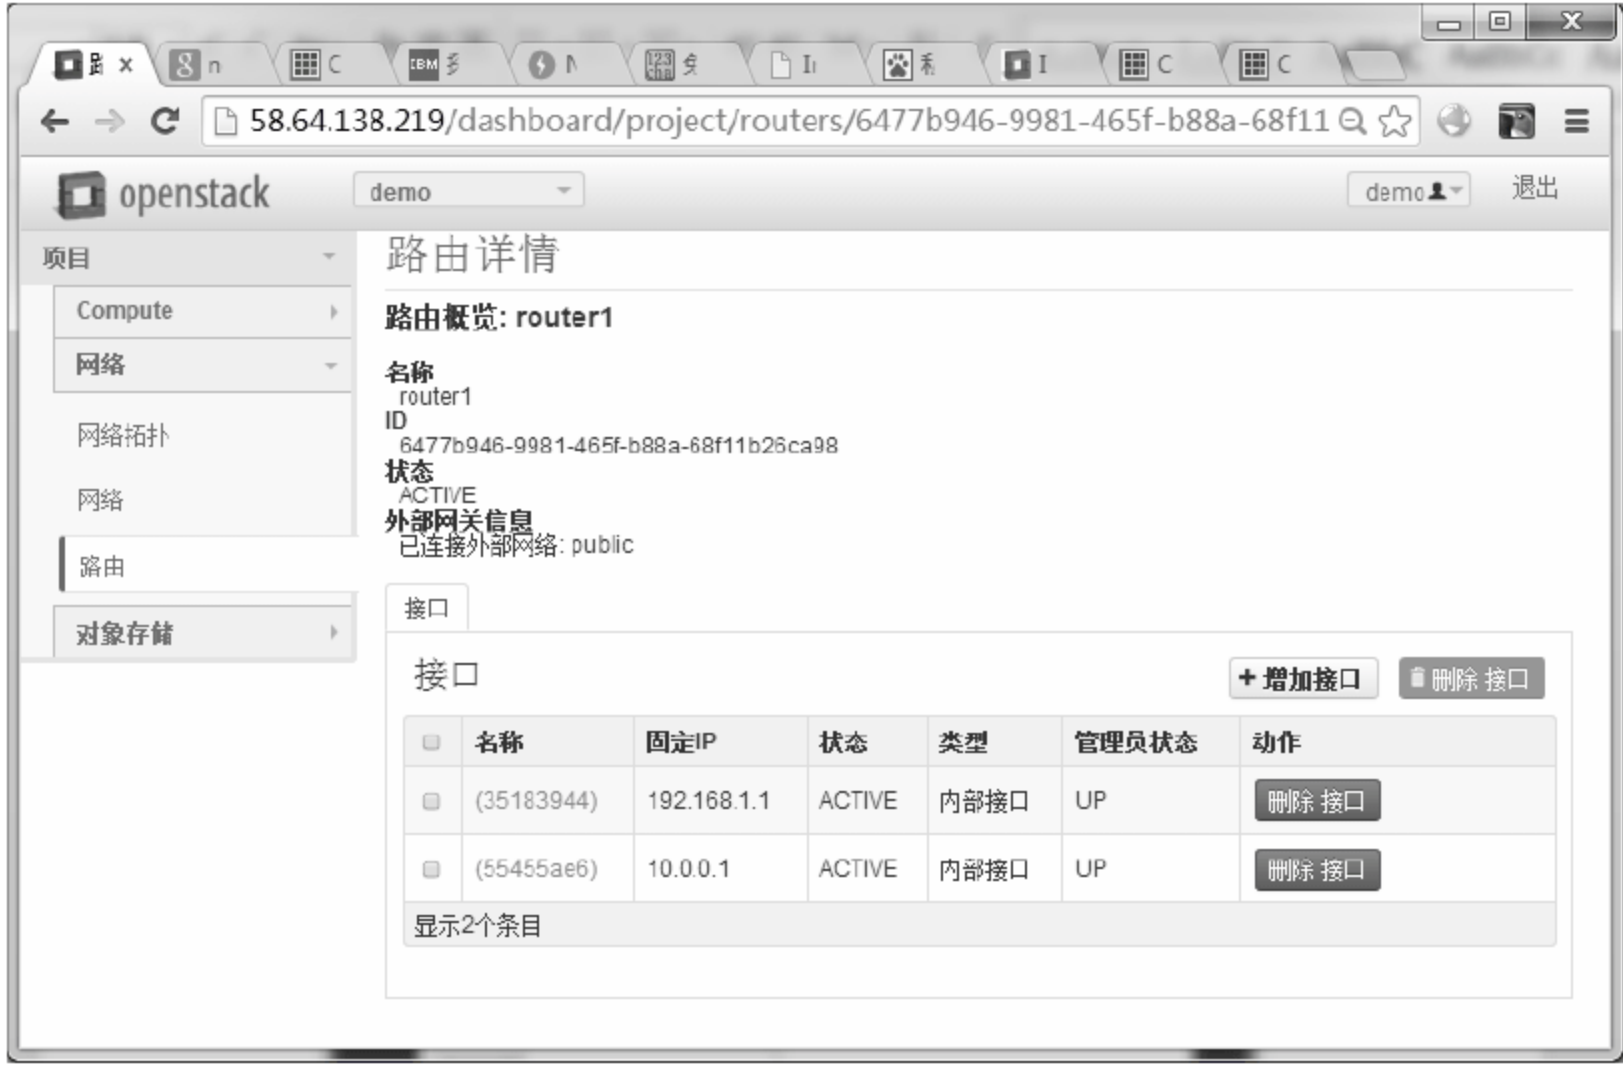 58.64.138.219/dashboard/project/routers/6477b946-9981-465f-b88a-68f11
openstack
demo
demo
退出
项目
Compute
网络
网络拓扑
网络
路由
对象存储
路由详情
路由概览: router1
名称
router1
ID
6477b946-9981-465f-b88a-68f11b26ca98
状态
ACTIVE
外部网关信息
已连接外部网络: public
接口
接口
+ 增加接口
删除 接口
名称 固定IP 状态 类型 管理员状态 动作
(35183944) 192.168.1.1 ACTIVE 内部接口 UP 删除 接口
(55455ae6) 10.0.0.1 ACTIVE 内部接口 UP 删除 接口
显示2个条目